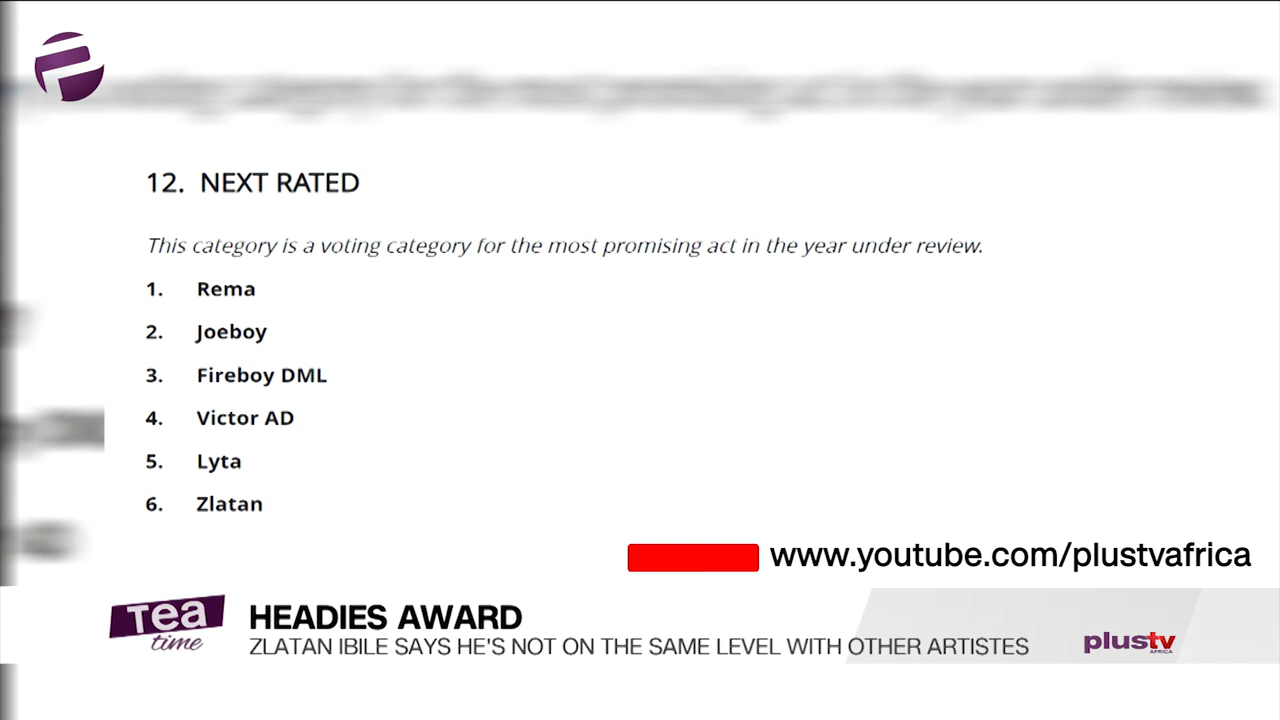 12. NEXT RATED
This category is a voting category for the most promising act in the year under review.
1. Rema
2. Joeboy
3. Fireboy DML
4. Victor AD
5. Lyta
6. Zlatan
www.youtube.com/plustvafrica
Tea time
HEADIES AWARD
ZLATAN IBILE SAYS HE'S NOT ON THE SAME LEVEL WITH OTHER ARTISTES
plustv
AFRICA